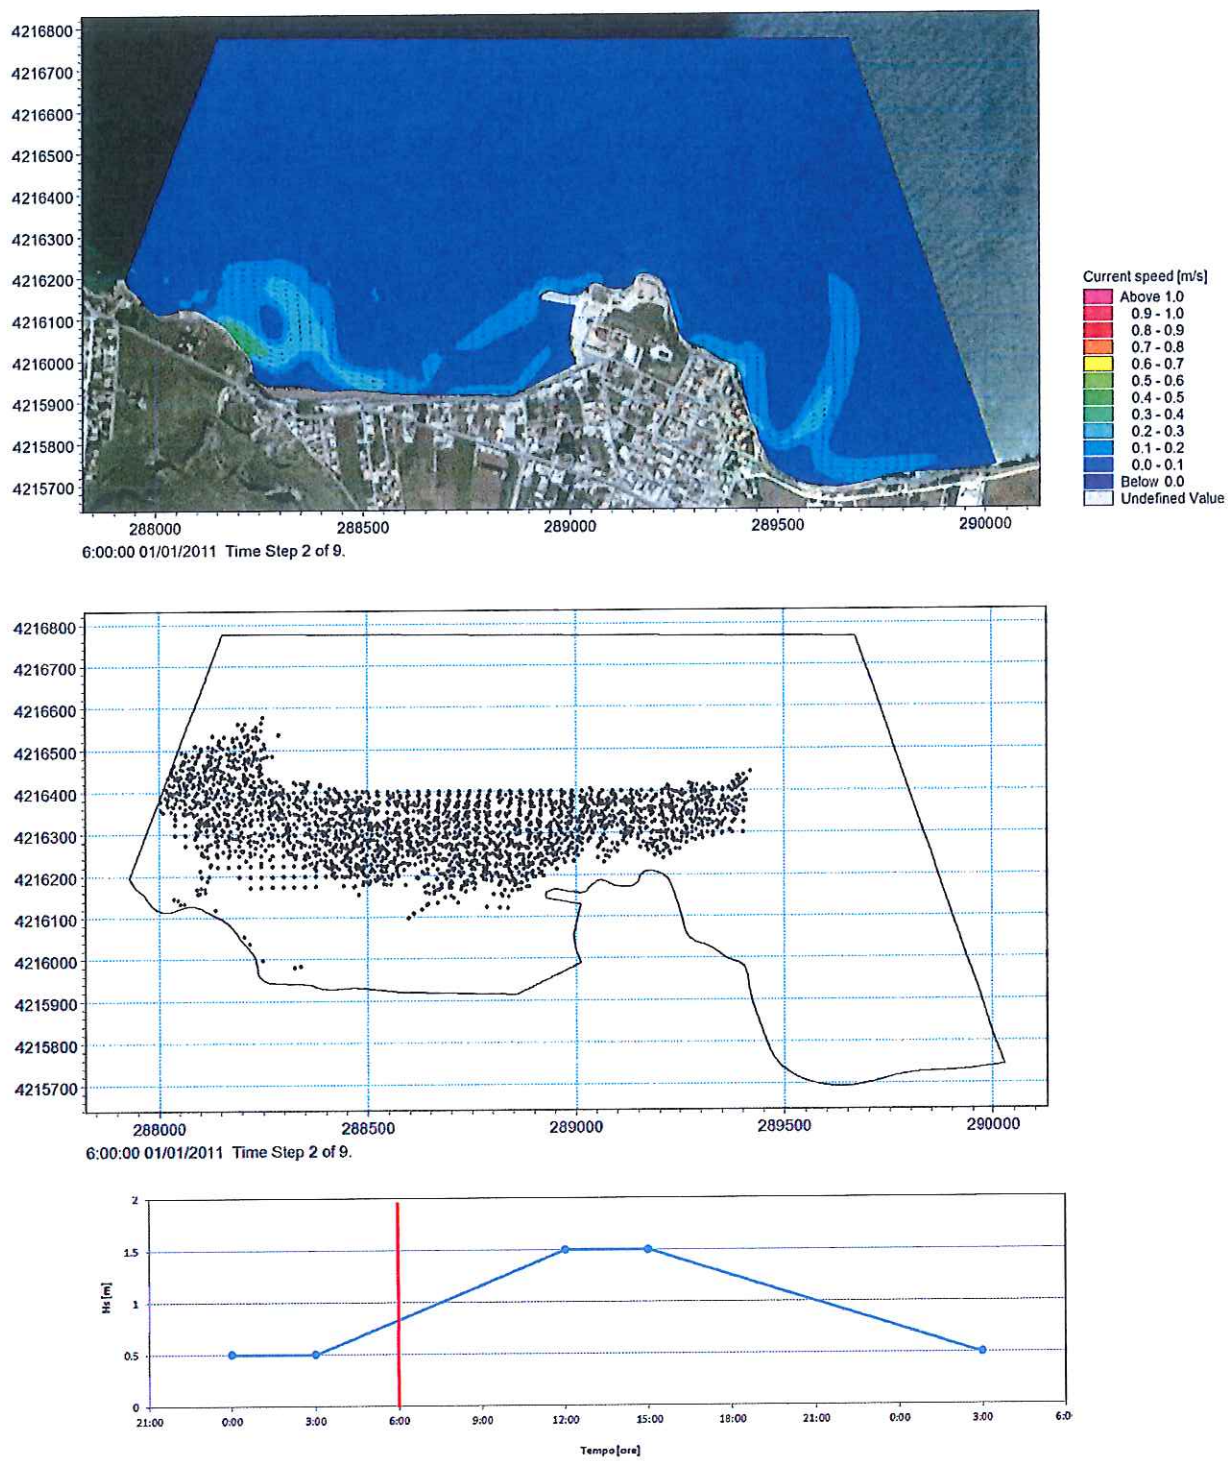 4216800
4216700
4216600
4216500
4216400
4216300
4216200
4216100
4216000
4215900
4215800
4215700
288000 288500 289000 289500 290000
6:00:00 01/01/2011 Time Step 2 of 9.
Current speed [m/s]
Above 1.0
0.9 - 1.0
0.8 - 0.9
0.7 - 0.8
0.6 - 0.7
0.5 - 0.6
0.4 - 0.5
0.3 - 0.4
0.2 - 0.3
0.1 - 0.2
0.0 - 0.1
Below 0.0
Undefined Value
4216800
4216700
4216600
4216500
4216400
4216300
4216200
4216100
4216000
4215900
4215800
4215700
288000 288500 289000 289500 290000
6:00:00 01/01/2011 Time Step 2 of 9.
Hs [m]
2
1.5
1
0.5
0
21:00 0:00 3:00 6:00 9:00 12:00 15:00 18:00 21:00 0:00 3:00 6:0
Tempo [ore]